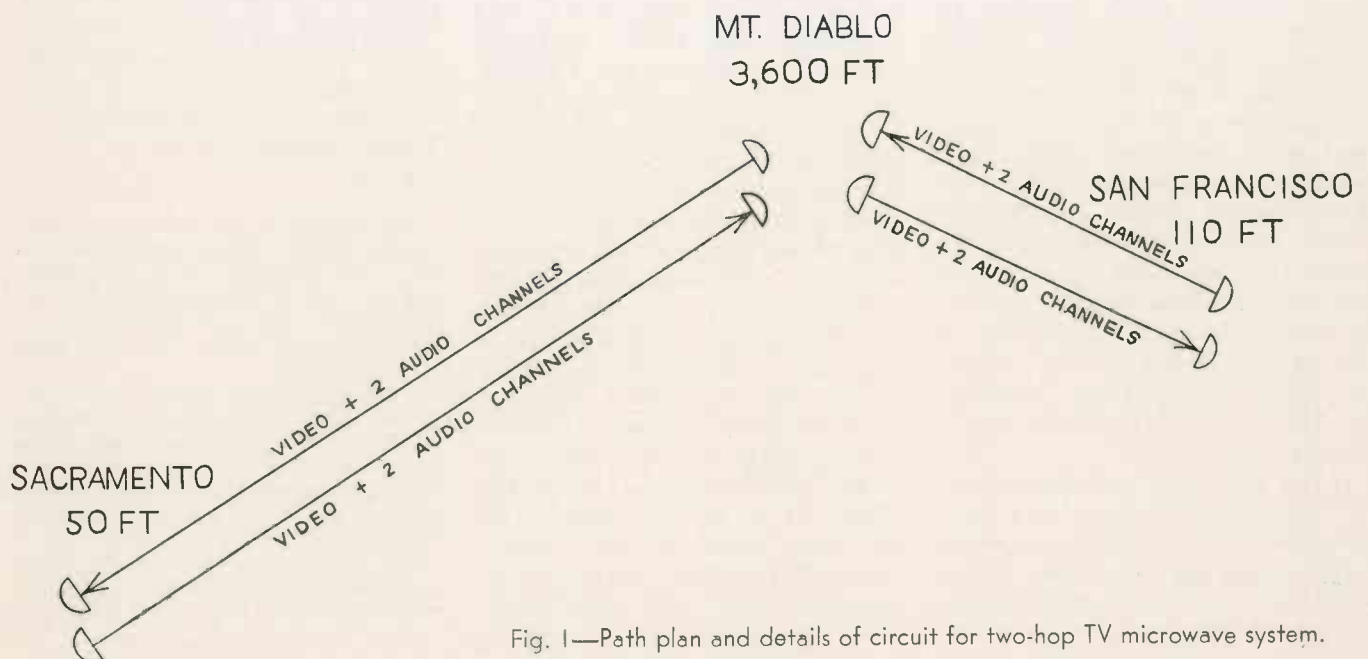 MT. DIABLO
3,600 FT
VIDEO + 2 AUDIO CHANNELS
SAN FRANCISCO
110 FT
VIDEO + 2 AUDIO CHANNELS
VIDEO + 2 AUDIO CHANNELS
VIDEO + 2 AUDIO CHANNELS
SACRAMENTO
50 FT
Fig. 1—Path plan and details of circuit for two-hop TV microwave system.